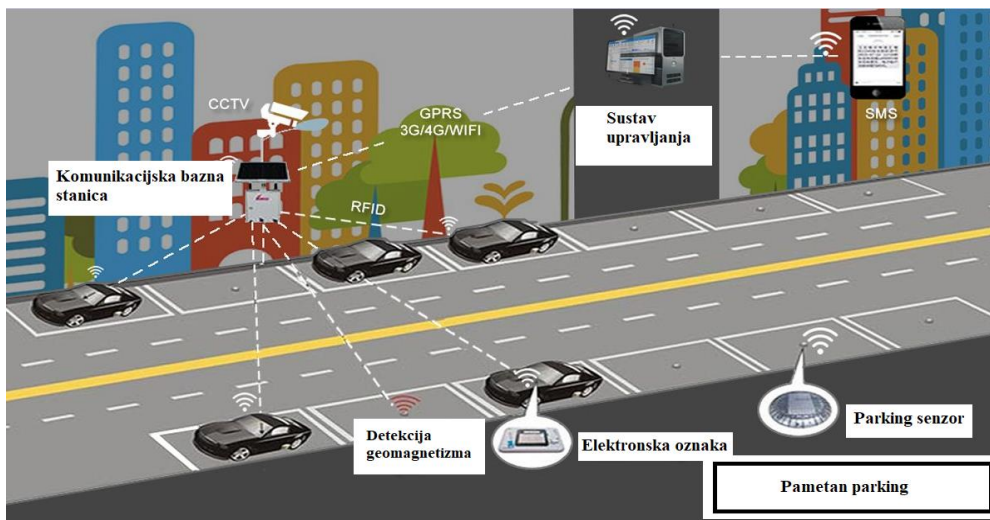 CCTV
GPRS
3G/4G/WIFI
SMS
Sustav
upravljanja
Komunikacijska bazna
stanica
RFID
Detekcija
geomagnetizma
Elektronska oznaka
Parking senzor
Pametan parking